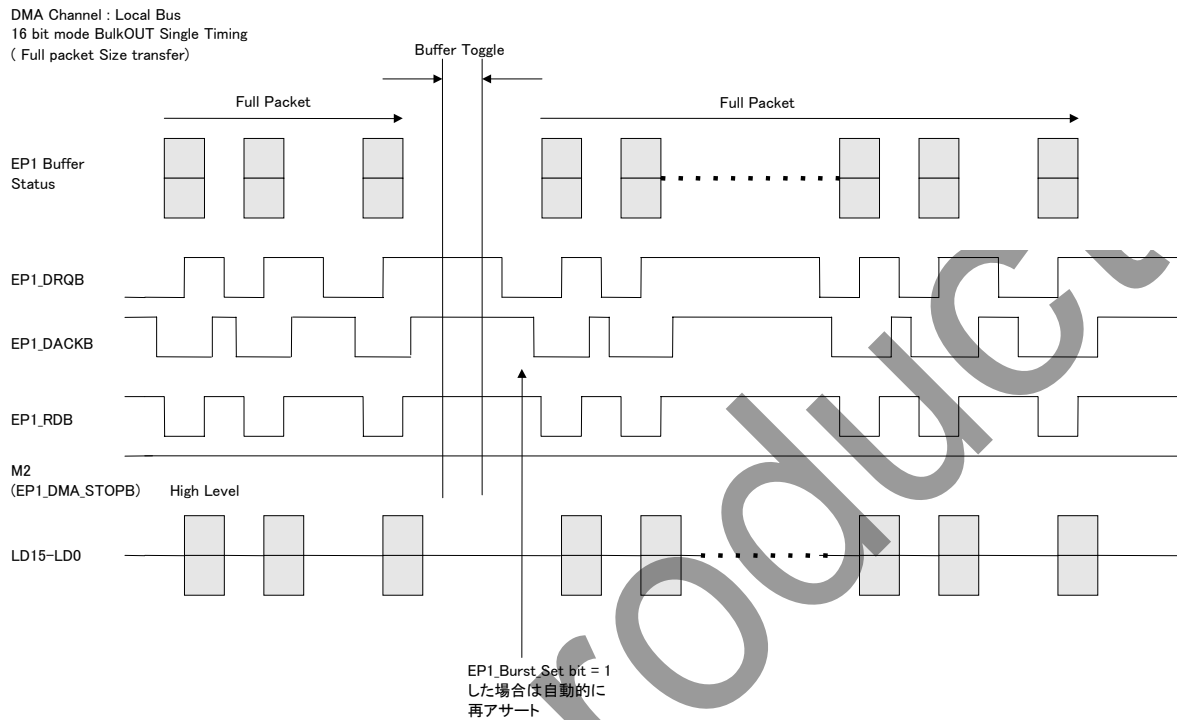 DMA Channel : Local Bus
16 bit mode BulkOUT Single Timing
( Full packet Size transfer)
Buffer Toggle
Full Packet
Full Packet
EP1 Buffer
Status
EP1_DRQB
EP1_DACKB
EP1_RDB
M2
(EP1_DMA_STOPB)
High Level
LD15-LD0
EP1_Burst Set bit = 1
した場合は自動的に
再アサート
roduct